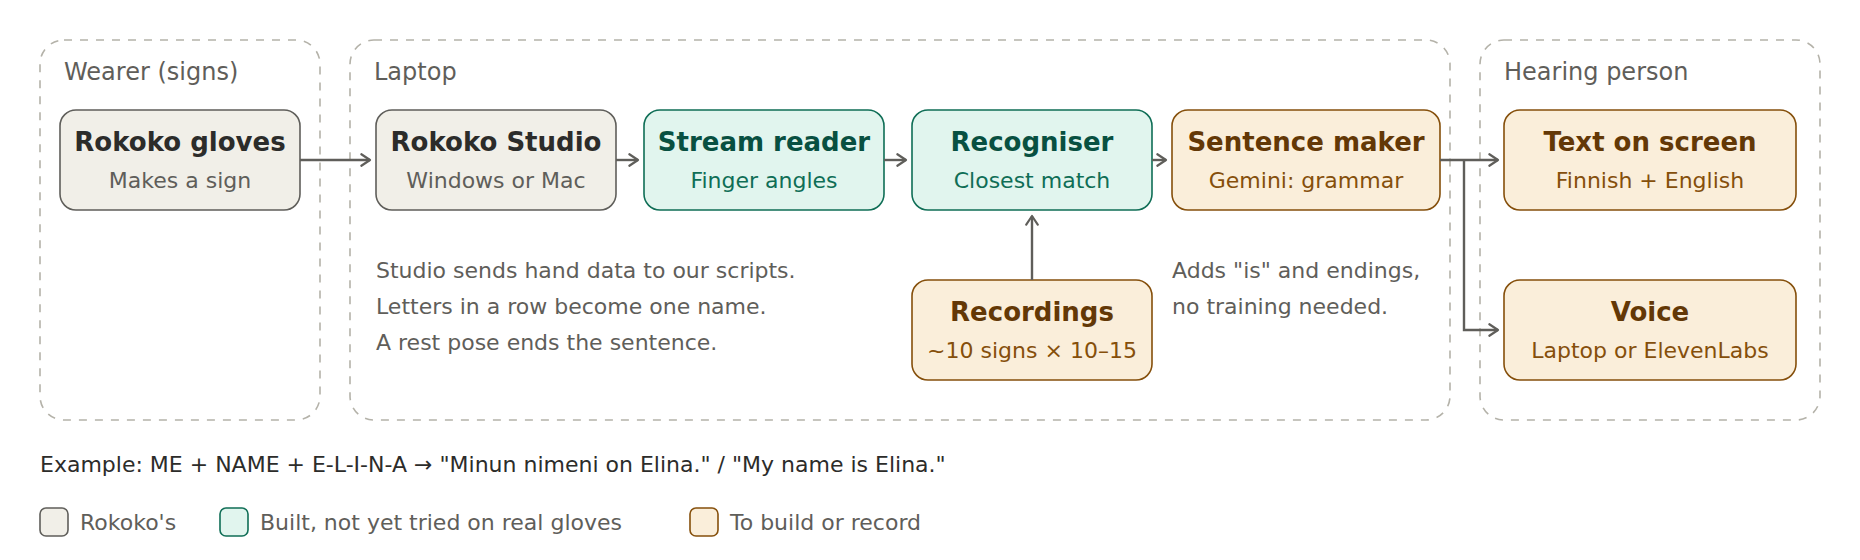 Wearer (signs)
Laptop
Hearing person
Rokoko gloves
Makes a sign
Rokoko Studio
Windows or Mac
Stream reader
Finger angles
Recogniser
Closest match
Sentence maker
Gemini: grammar
Text on screen
Finnish + English
Studio sends hand data to our scripts.
Letters in a row become one name.
A rest pose ends the sentence.
Recordings
~10 signs × 10–15
Adds "is" and endings,
no training needed.
Voice
Laptop or ElevenLabs
Example: ME + NAME + E-L-I-N-A → "Minun nimeni on Elina." / "My name is Elina."
Rokoko's
Built, not yet tried on real gloves
To build or record